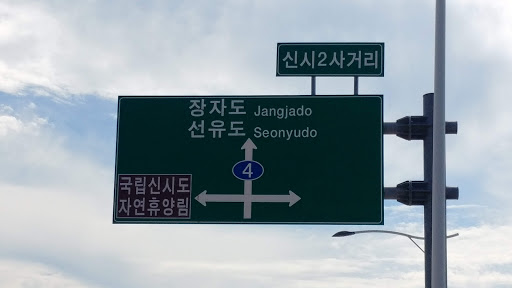 신시2사거리
장자도 Jangjado
선유도 Seonyudo
4
국립신시도
자연휴양림